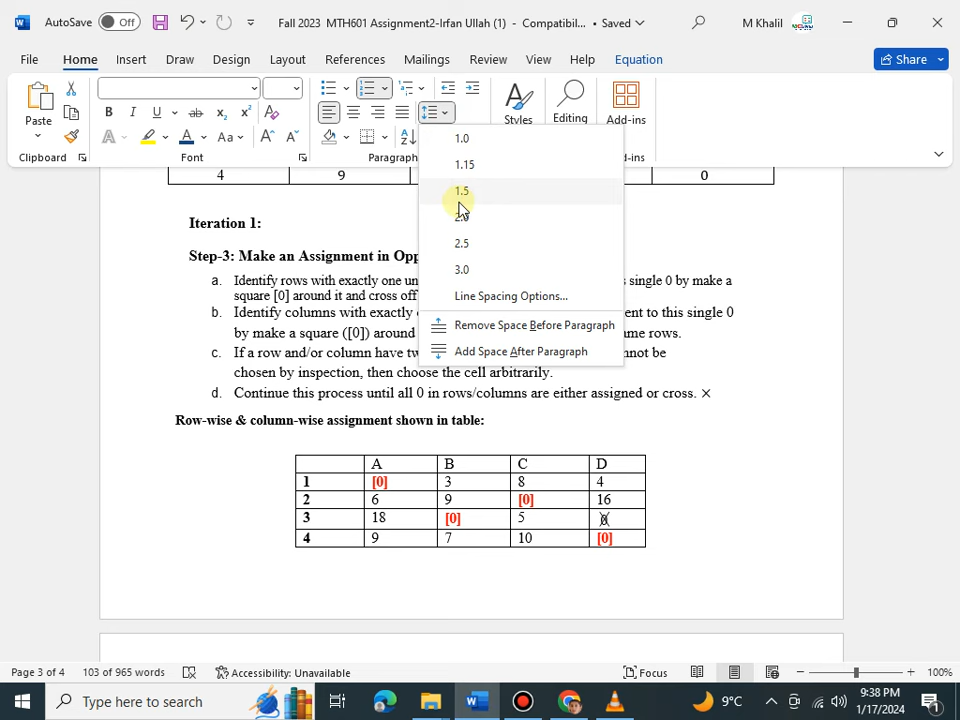 AutoSave Off Fall 2023 MTH601 Assignment2-Irfan Ullah (1) - Compatibil... • Saved M Khalil
File Home Insert Draw Design Layout References Mailings Review View Help Equation Share
Paste Styles Editing Add-ins
B I U ab x₂ x²
A A Aa A A
Clipboard Font Paragraph
1.0
1.15
1.5
2.0
2.5
3.0
Line Spacing Options...
Remove Space Before Paragraph
Add Space After Paragraph
4 9 0
Iteration 1:
Step-3: Make an Assignment in Opp
a. Identify rows with exactly one un s single 0 by make a
square [0] around it and cross off
b. Identify columns with exactly ent to this single 0
by make a square ([0]) around ame rows.
c. If a row and/or column have tw nnot be
chosen by inspection, then choose the cell arbitrarily.
d. Continue this process until all 0 in rows/columns are either assigned or cross. ×
Row-wise & column-wise assignment shown in table:
A B C D
1 [0] 3 8 4
2 6 9 [0] 16
3 18 [0] 5 0
4 9 7 10 [0]
Page 3 of 4 103 of 965 words Accessibility: Unavailable Focus 100%
Type here to search 9°C 9:38 PM
1/17/2024
1